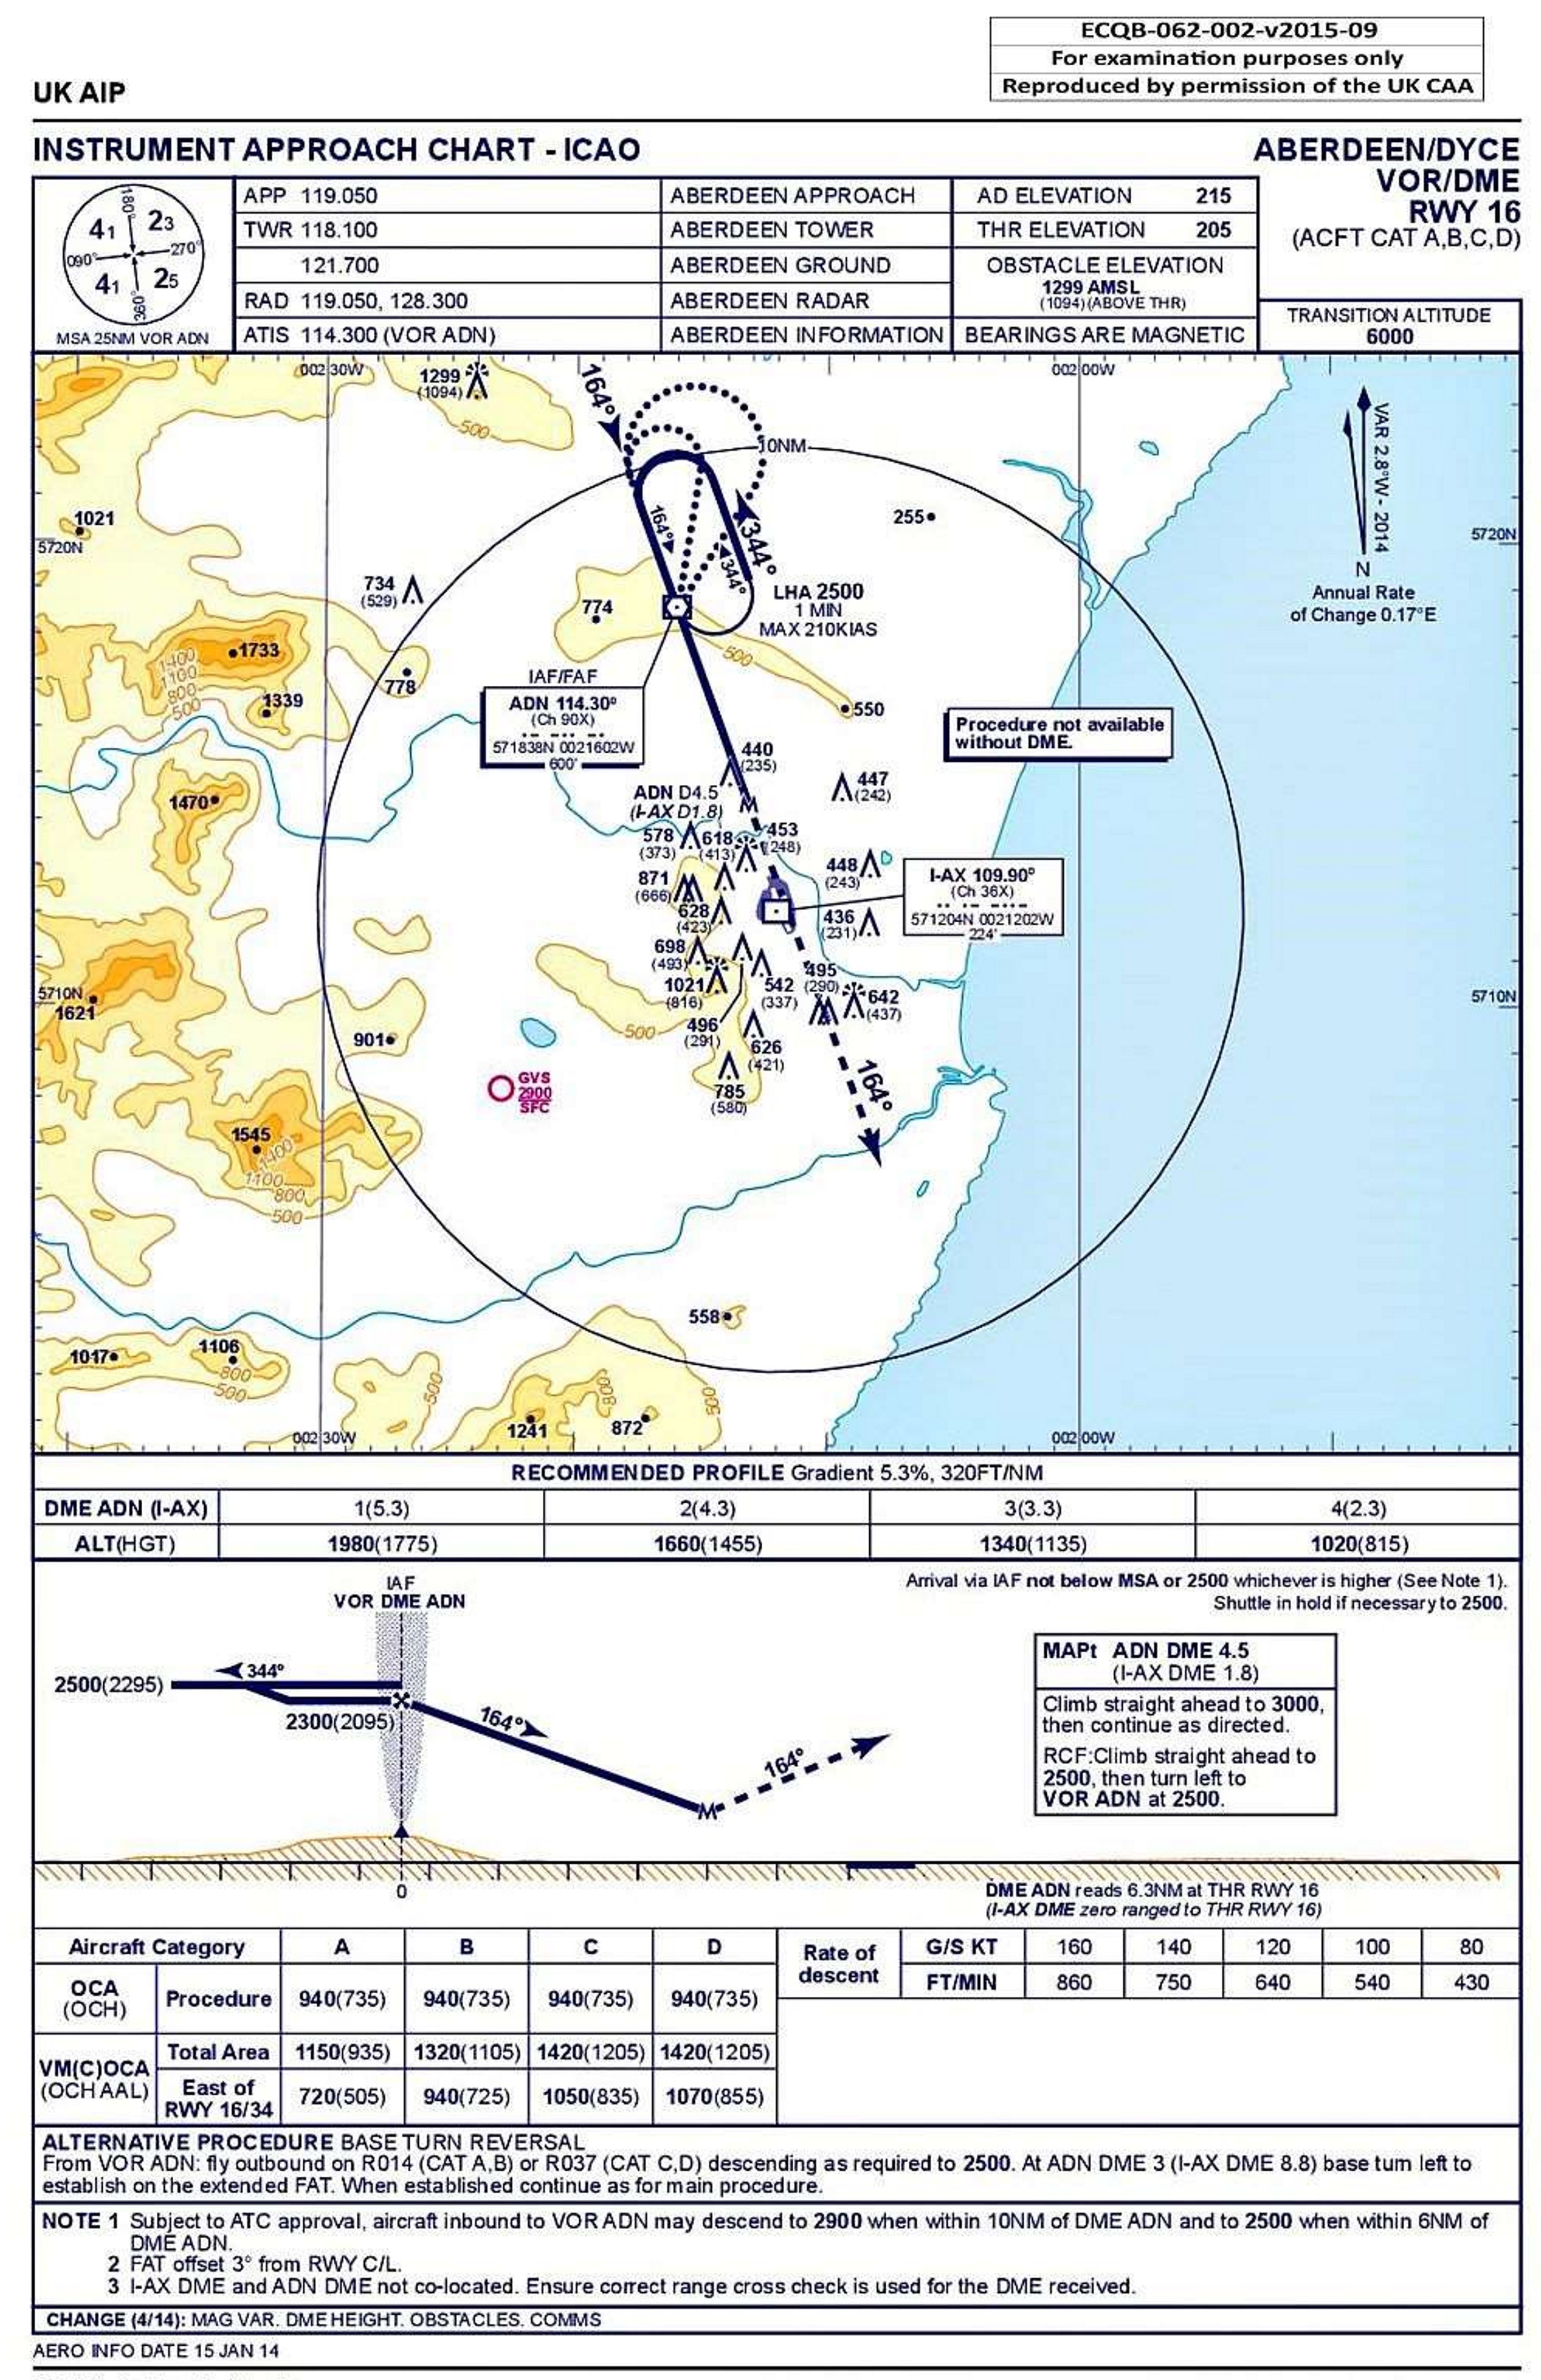 ECQB-062-002-v2015-09
For examination purposes only
Reproduced by permission of the UK CAA
UK AIP
INSTRUMENT APPROACH CHART - ICAO
ABERDEEN/DYCE
VOR/DME
RWY 16
(ACFT CAT A,B,C,D)
180°
41 23
090° 270°
41 25
360°
MSA 25NM VOR ADN
APP 119.050 ABERDEEN APPROACH
TWR 118.100 ABERDEEN TOWER
121.700 ABERDEEN GROUND
RAD 119.050, 128.300 ABERDEEN RADAR
ATIS 114.300 (VOR ADN) ABERDEEN INFORMATION
AD ELEVATION 215
THR ELEVATION 205
OBSTACLE ELEVATION
1299 AMSL
(1094)(ABOVE THR)
BEARINGS ARE MAGNETIC
TRANSITION ALTITUDE
6000
002 30W
002 00W
1299
(1094)
500
164°
10NM
VAR 2.8°W - 2014
N
Annual Rate
of Change 0.17°E
1021
5720N
255
5720N
164°
344°
344°
734
(529)
774
LHA 2500
1 MIN
MAX 210KIAS
1733
1400
1100
800
500
1339
778
500
550
IAF/FAF
ADN 114.30°
(Ch 90X)
571838N 0021602W
600'
Procedure not available
without DME.
1470
440
(235)
447
(242)
ADN D4.5
(I-AX D1.8)
M
578
(373)
618
(413)
453
(248)
448
(243)
871
(666)
628
(423)
I-AX 109.90°
(Ch 36X)
571204N 0021202W
224'
436
(231)
698
(493)
1021
(816)
542
(337)
495
(290)
642
(437)
5710N
1621
5710N
901
500
496
(291)
626
(421)
GVS
2900
SFC
785
(580)
164°
1545
1400
1100
800
500
558
1017
1106
800
500
500
1241
800
872
500
002 30W
002 00W
RECOMMENDED PROFILE Gradient 5.3%, 320FT/NM
DME ADN (I-AX) 1(5.3) 2(4.3) 3(3.3) 4(2.3)
ALT(HGT) 1980(1775) 1660(1455) 1340(1135) 1020(815)
IAF
VOR DME ADN
Arrival via IAF not below MSA or 2500 whichever is higher (See Note 1).
Shuttle in hold if necessary to 2500.
2500(2295)
344°
2300(2095)
164°
M
164°
MAPt ADN DME 4.5
(I-AX DME 1.8)
Climb straight ahead to 3000,
then continue as directed.
RCF:Climb straight ahead to
2500, then turn left to
VOR ADN at 2500.
0
DME ADN reads 6.3NM at THR RWY 16
(I-AX DME zero ranged to THR RWY 16)
Aircraft Category A B C D
OCA
(OCH)
Procedure 940(735) 940(735) 940(735) 940(735)
VM(C)OCA
(OCH AAL)
Total Area 1150(935) 1320(1105) 1420(1205) 1420(1205)
East of
RWY 16/34 720(505) 940(725) 1050(835) 1070(855)
Rate of
descent
G/S KT 160 140 120 100 80
FT/MIN 860 750 640 540 430
ALTERNATIVE PROCEDURE BASE TURN REVERSAL
From VOR ADN: fly outbound on R014 (CAT A,B) or R037 (CAT C,D) descending as required to 2500. At ADN DME 3 (I-AX DME 8.8) base turn left to
establish on the extended FAT. When established continue as for main procedure.
NOTE 1 Subject to ATC approval, aircraft inbound to VOR ADN may descend to 2900 when within 10NM of DME ADN and to 2500 when within 6NM of
DME ADN.
2 FAT offset 3° from RWY C/L.
3 I-AX DME and ADN DME not co-located. Ensure correct range cross check is used for the DME received.
CHANGE (4/14): MAG VAR. DME HEIGHT. OBSTACLES. COMMS
AERO INFO DATE 15 JAN 14